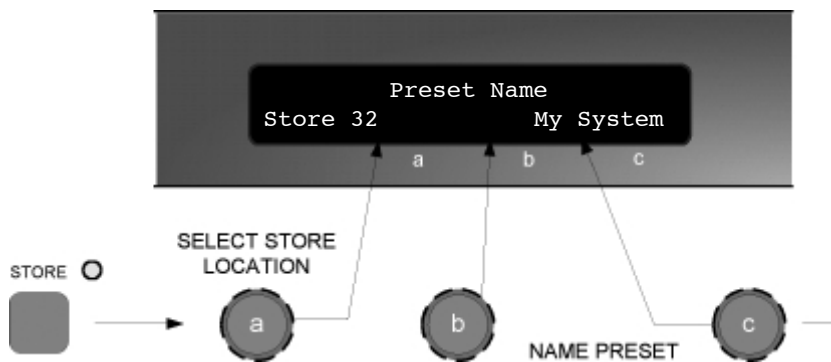 Preset Name
Store 32 My System
a b c
SELECT STORE
LOCATION
STORE
a b c
NAME PRESET